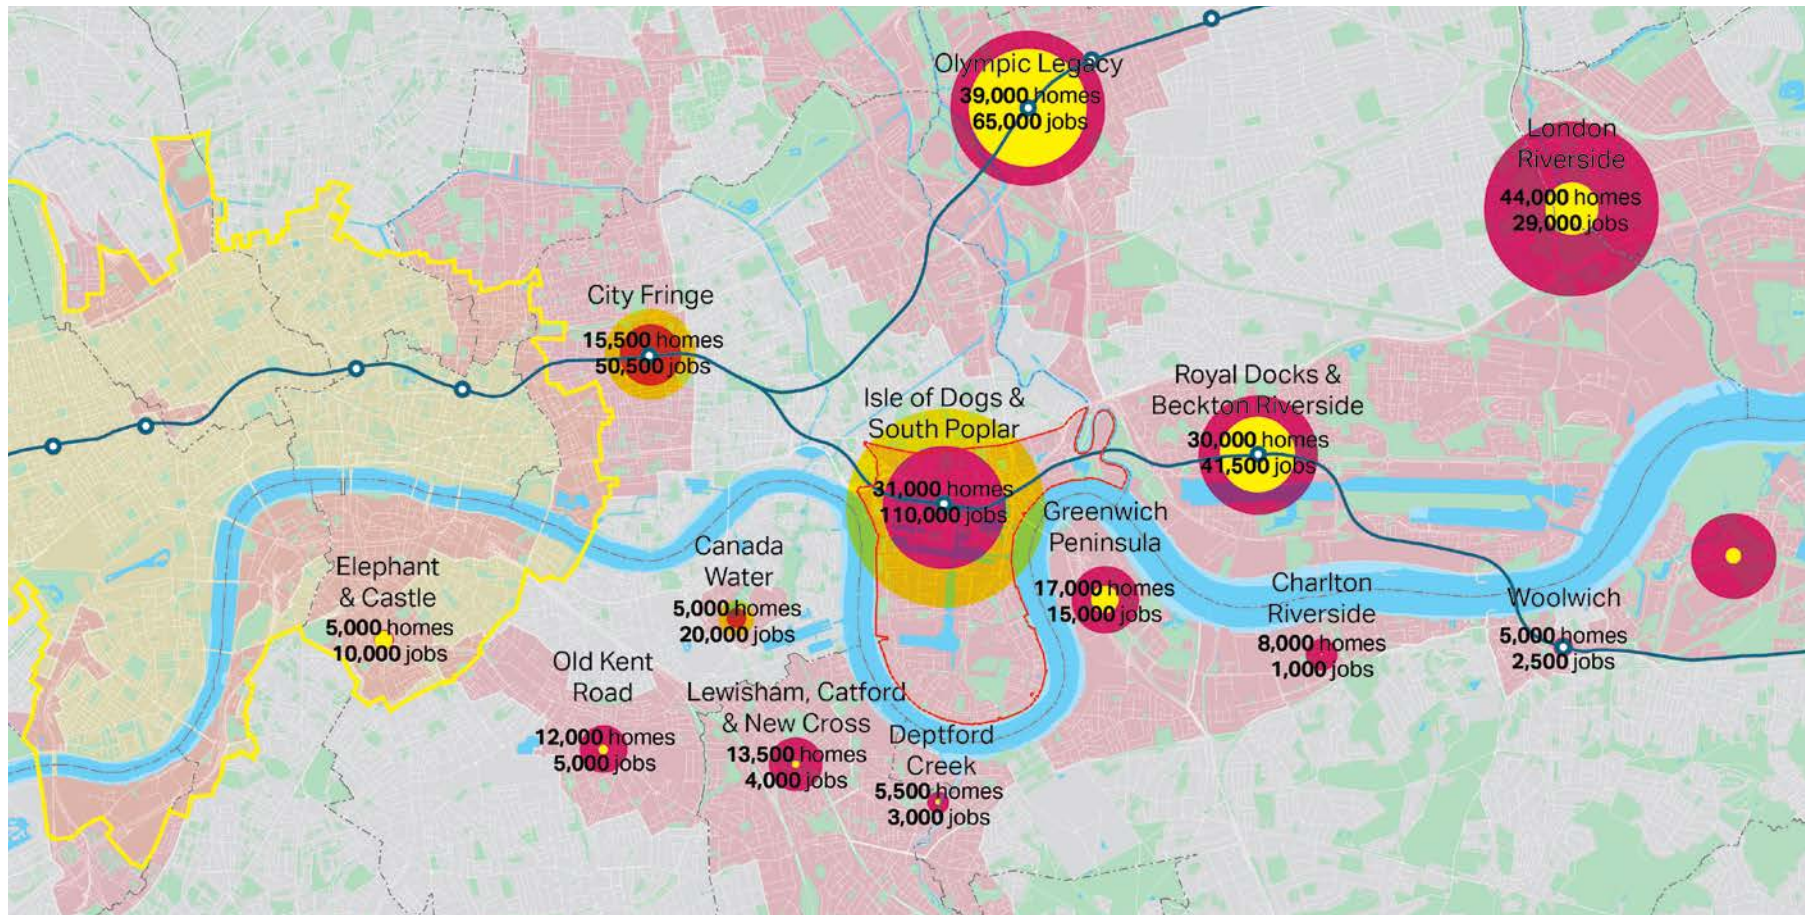 Olympic Legacy
39,000 homes
65,000 jobs
London
Riverside
44,000 homes
29,000 jobs
City Fringe
15,500 homes
50,500 jobs
Isle of Dogs &
South Poplar
31,000 homes
110,000 jobs
Royal Docks &
Beckton Riverside
30,000 homes
41,500 jobs
Greenwich
Peninsula
17,000 homes
15,000 jobs
Canada
Water
5,000 homes
20,000 jobs
Elephant
& Castle
5,000 homes
10,000 jobs
Charlton
Riverside
8,000 homes
1,000 jobs
Woolwich
5,000 homes
2,500 jobs
Old Kent
Road
12,000 homes
5,000 jobs
Lewisham, Catford
& New Cross
13,500 homes
4,000 jobs
Deptford
Creek
5,500 homes
3,000 jobs